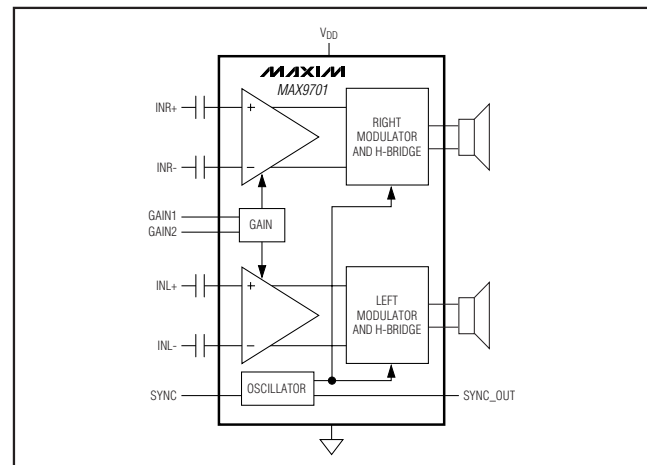 VDD
MAXIM
MAX9701
INR+
+
RIGHT
MODULATOR
AND H-BRIDGE
INR-
−
GAIN1
GAIN2
GAIN
INL+
+
LEFT
MODULATOR
AND H-BRIDGE
INL-
−
SYNC
OSCILLATOR
SYNC_OUT